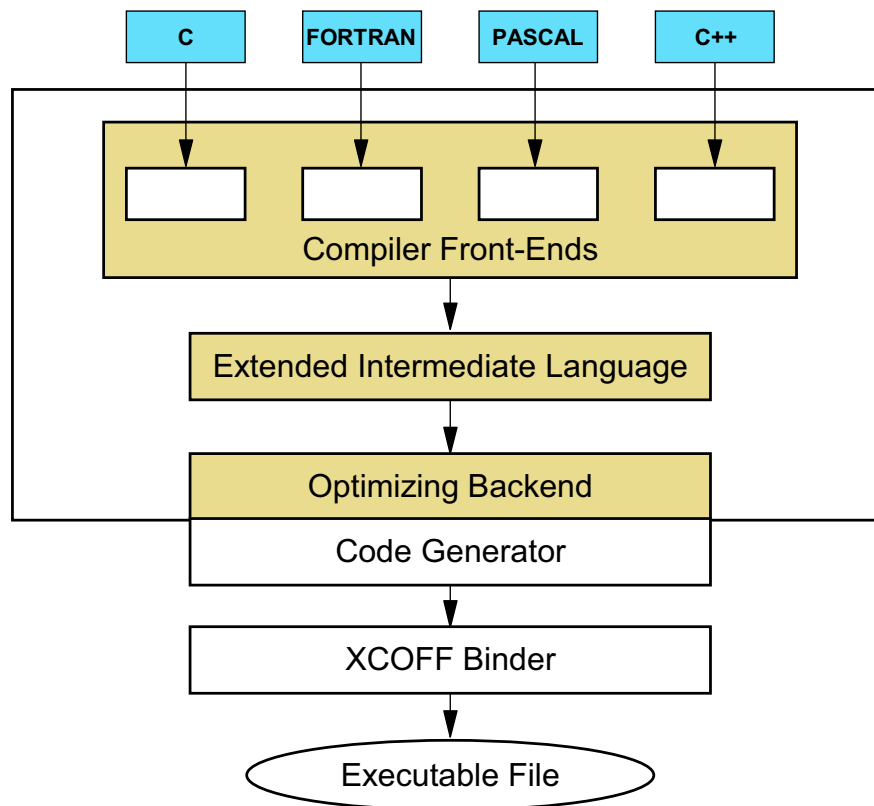 C
FORTRAN
PASCAL
C++
Compiler Front-Ends
Extended Intermediate Language
Optimizing Backend
Code Generator
XCOFF Binder
Executable File